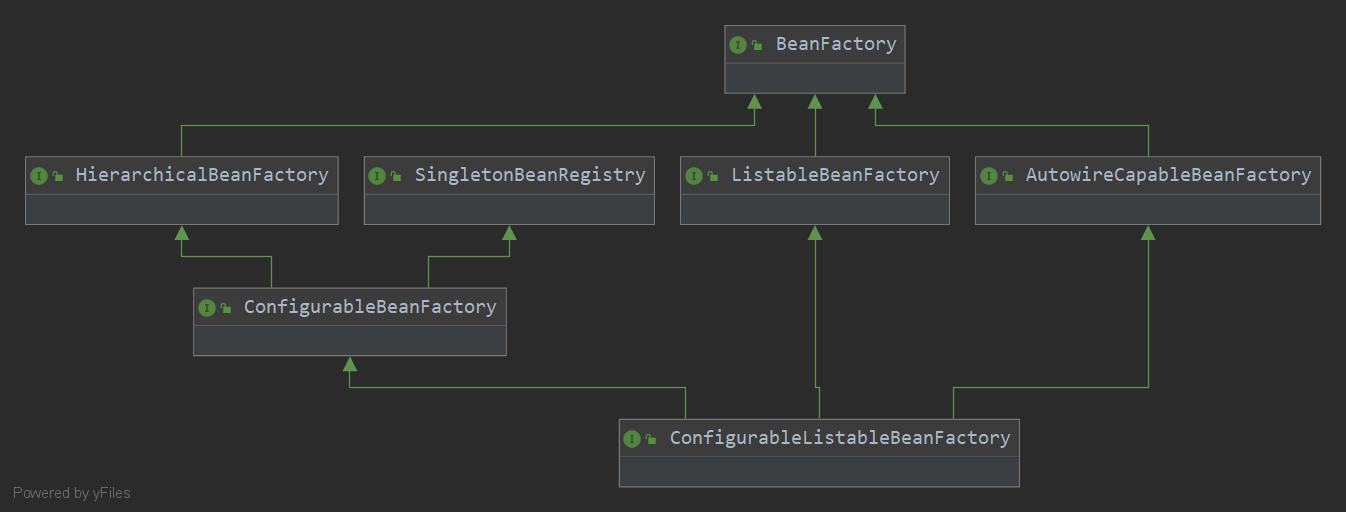 BeanFactory
HierarchicalBeanFactory
SingletonBeanRegistry
ListableBeanFactory
AutowireCapableBeanFactory
ConfigurableBeanFactory
ConfigurableListableBeanFactory
Powered by yFiles